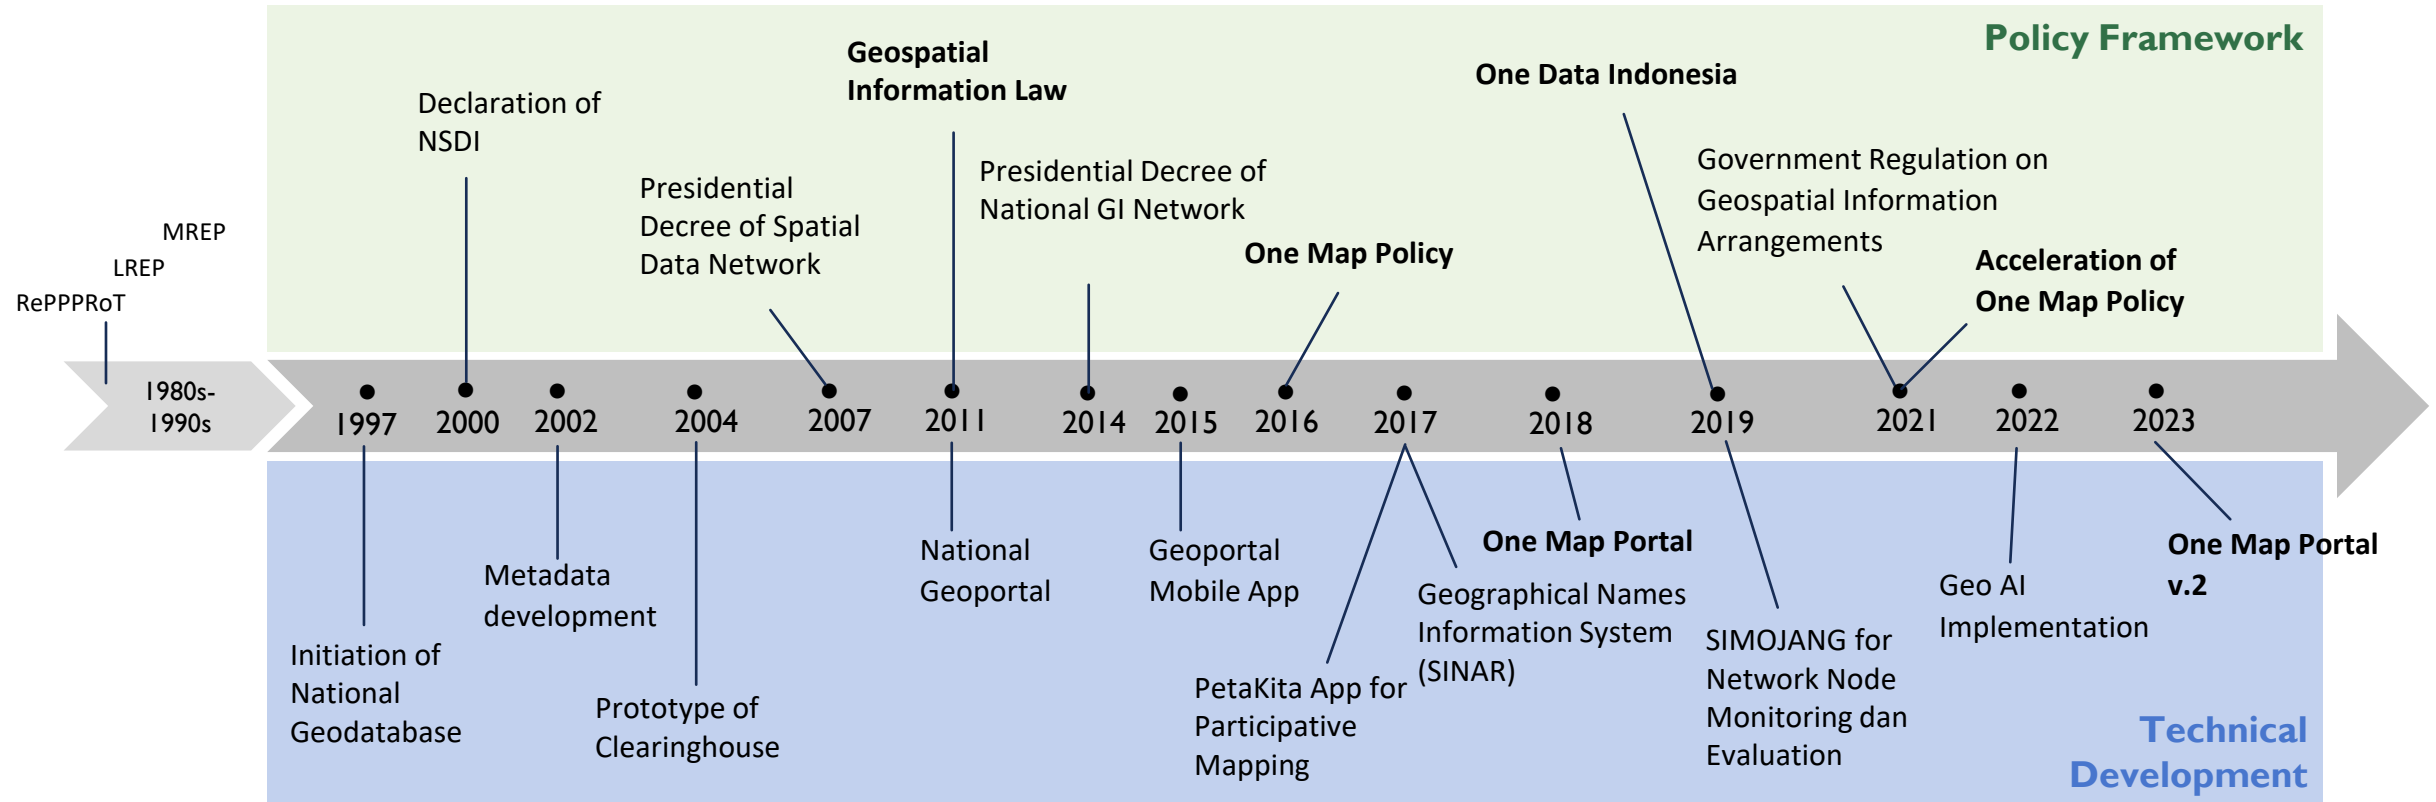 Policy Framework
Geospatial
Information Law
One Data Indonesia
Declaration of
NSDI
Presidential
Decree of Spatial
Data Network
Presidential Decree of
National GI Network
One Map Policy
Government Regulation on
Geospatial Information
Arrangements
Acceleration of
One Map Policy
MREP
LREP
RePPPRoT
1980s-
1990s
1997
2000
2002
2004
2007
2011
2014
2015
2016
2017
2018
2019
2021
2022
2023
Initiation of
National
Geodatabase
Metadada
development
Prototype of
Clearinghouse
National
Geoportal
Geoportal
Mobile App
PetaKita App for
Participative
Mapping
Geographical Names
Information System
(SINAR)
One Map Portal
SIMOJANG for
Network Node
Monitoring dan
Evaluation
Geo AI
Implementation
One Map Portal
v.2
Technical
Development